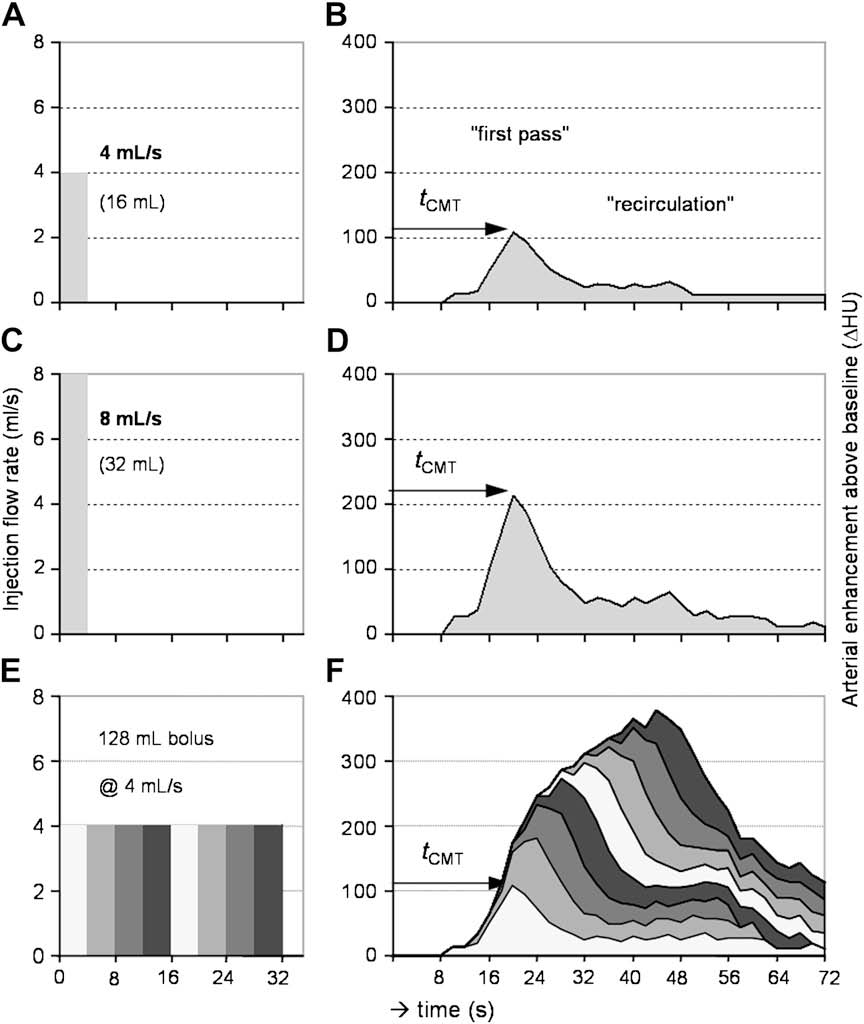 A
8
6
4
2
0
4 mL/s
(16 mL)
B
400
300
200
100
0
"first pass"
tCMT
"recirculation"
C
8
6
4
2
0
8 mL/s
(32 mL)
D
400
300
200
100
0
tCMT
E
8
6
4
2
0
128 mL bolus
@ 4 mL/s
0 8 16 24 32
F
400
300
200
100
0
tCMT
8 16 24 32 40 48 56 64 72
→ time (s)
Injection flow rate (ml/s)
Arterial enhancement above baseline (ΔHU)